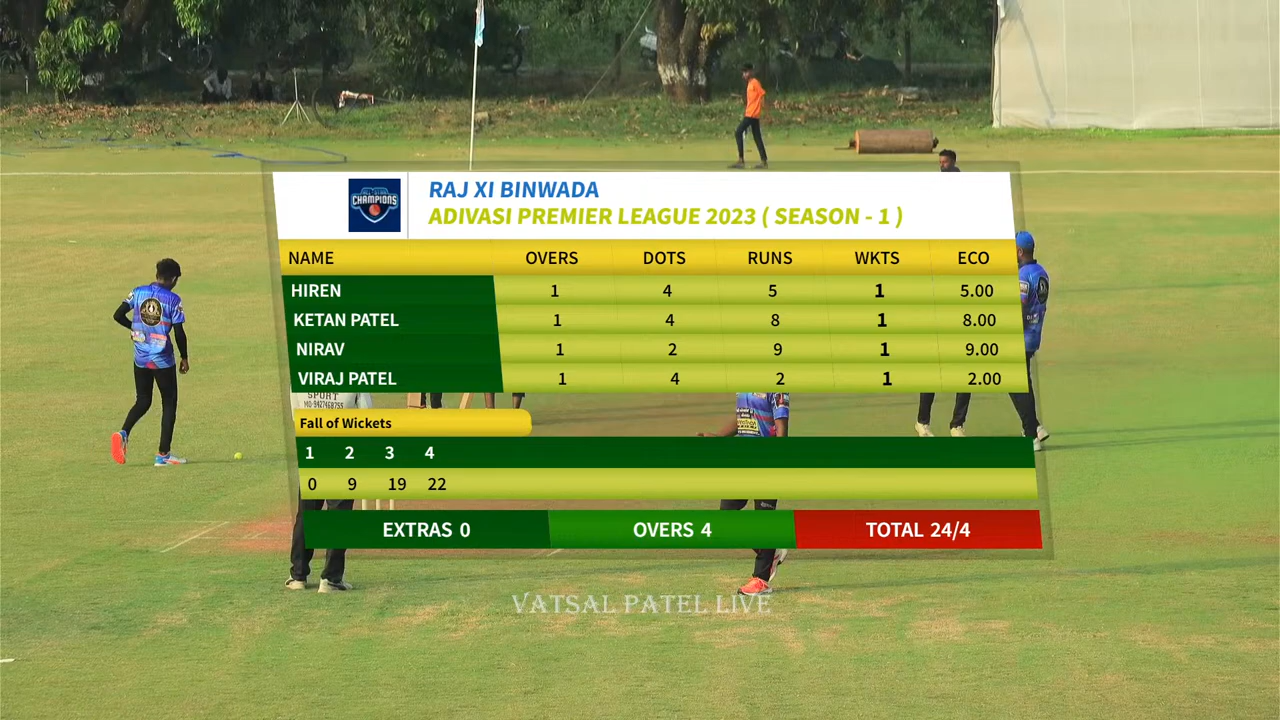 RAJ XI BINWADA
CHAMPIONS
ADIVASI PREMIER LEAGUE 2023 ( SEASON - 1 )
NAME OVERS DOTS RUNS WKTS ECO
HIREN 1 4 5 1 5.00
KETAN PATEL 1 4 8 1 8.00
NIRAV 1 2 9 1 9.00
VIRAJ PATEL 1 4 2 1 2.00
SPORT
Fall of Wickets
1 2 3 4
0 9 19 22
EXTRAS 0 OVERS 4 TOTAL 24/4
VATSAL PATEL LIVE